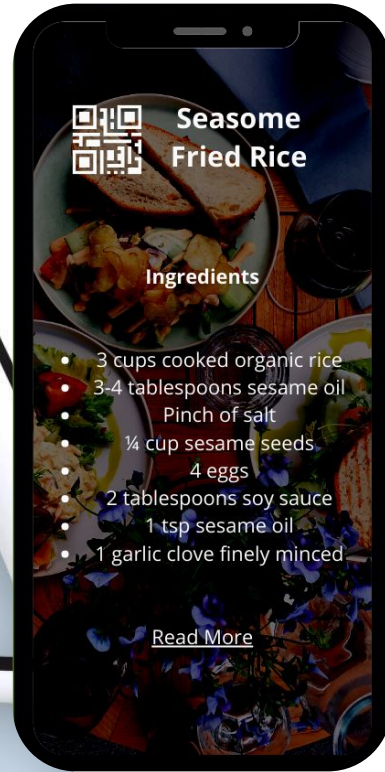 Seasome
Fried Rice
Ingredients
3 cups cooked organic rice
3-4 tablespoons sesame oil
Pinch of salt
¼ cup sesame seeds
4 eggs
2 tablespoons soy sauce
1 tsp sesame oil
1 garlic clove finely minced
Read More